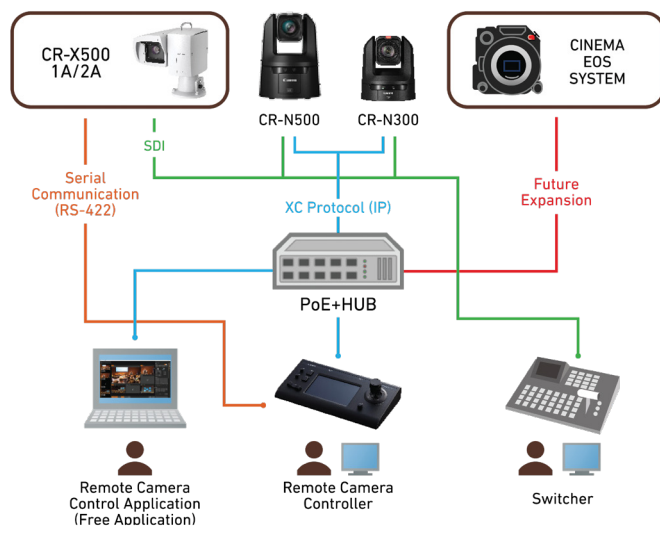 CR-X500
1A/2A
CINEMA
EOS
SYSTEM
CR-N500
CR-N300
SDI
Serial
Communication
(RS-422)
XC Protocol (IP)
Future
Expansion
PoE+HUB
Remote Camera
Control Application
(Free Application)
Remote Camera
Controller
Switcher